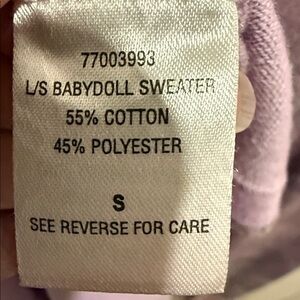 77003993
L/S BABYDOLL SWEATER
55% COTTON
45% POLYESTER
S
SEE REVERSE FOR CARE